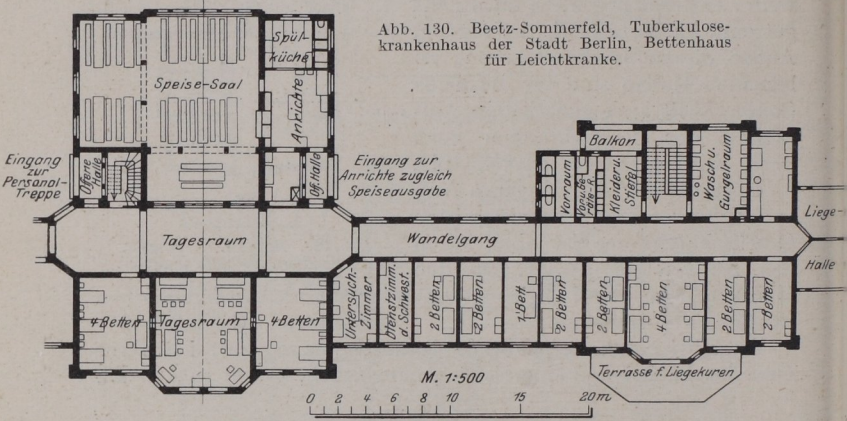 Abb. 130. Beetz-Sommerfeld, Tuberkulose-
krankenhaus der Stadt Berlin, Bettenhaus
für Leichtkranke.
Spül-
küche
Speise-Saal
Anrichte
Eingang
zur
Personal-
Treppe
Offene
Halle
Off. Halle
Eingang zur
Anrichte zugleich
Speiseausgabe
Balkon
Vorraum
Kleider u.
Stiefel
Wasch u.
Gurgelraum
Liege-
Halle
Tagesraum
Wandelgang
4 Betten
Tagesraum
4 Betten
Untersuch-
Zimmer
Dienstzimm.
d. Schwest.
2 Betten
2 Betten
1 Bett
2 Betten
2 Betten
4 Betten
2 Betten
2 Betten
Terrasse f. Liegekuren
M. 1:500
0 2 4 6 8 10 15 20 m